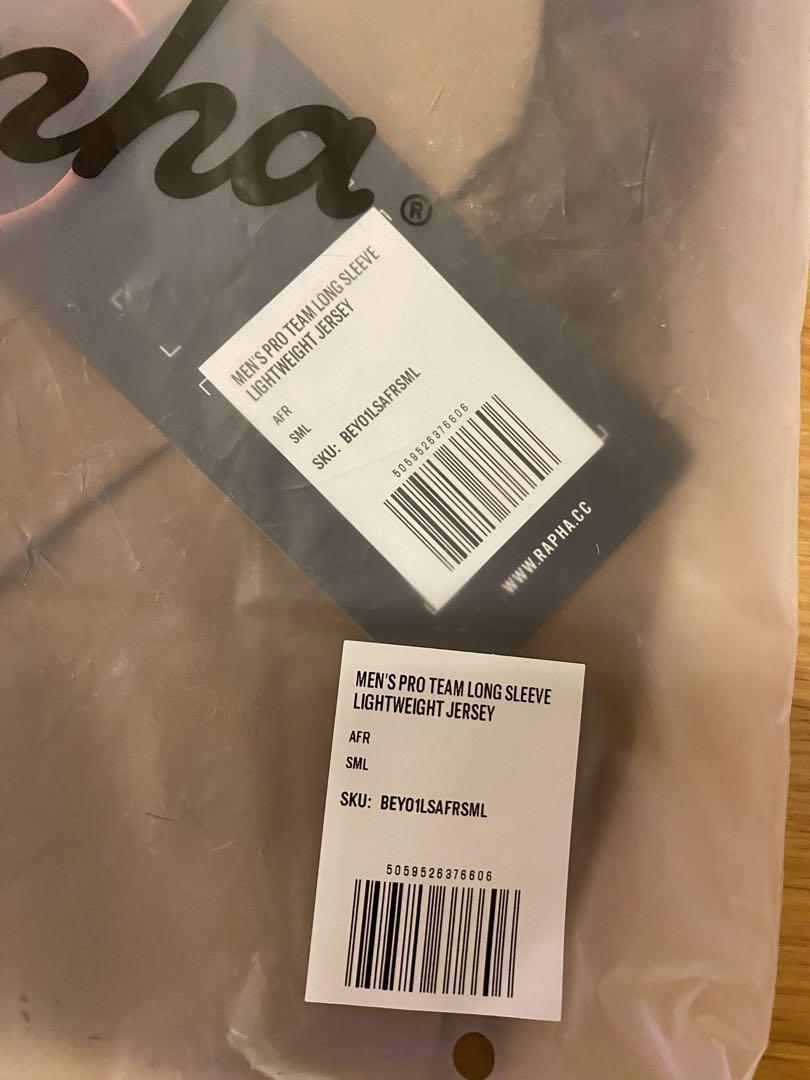 pha®
MEN'S PRO TEAM LONG SLEEVE
LIGHTWEIGHT JERSEY
AFR
SML
SKU: BEY01LSAFRSML
5059526376606
WWW.RAPHA.CC
MEN'S PRO TEAM LONG SLEEVE
LIGHTWEIGHT JERSEY
AFR
SML
SKU: BEY01LSAFRSML
5059526376606